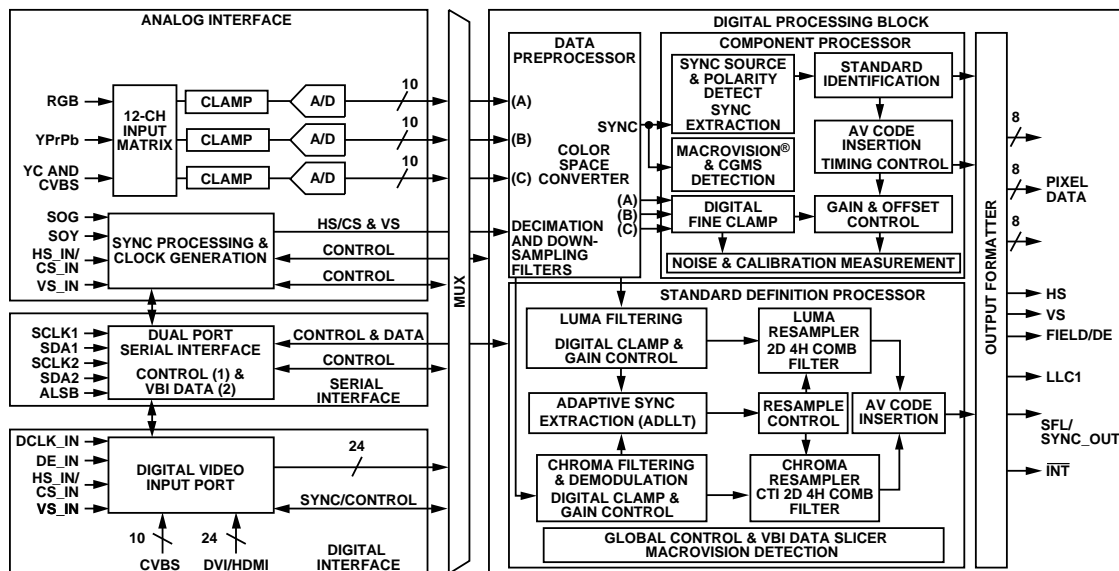 ANALOG INTERFACE
RGB
YPrPb
YC AND
CVBS
12-CH
INPUT
MATRIX
CLAMP
A/D
10
CLAMP
A/D
10
CLAMP
A/D
10
SOG
SOY
HS_IN/
CS_IN
VS_IN
SYNC PROCESSING &
CLOCK GENERATION
HS/CS & VS
CONTROL
CONTROL
SCLK1
SDA1
SCLK2
SDA2
ALSB
DUAL PORT
SERIAL INTERFACE
CONTROL (1) &
VBI DATA (2)
CONTROL & DATA
CONTROL
SERIAL
INTERFACE
DCLK_IN
DE_IN
HS_IN/
CS_IN
VS_IN
DIGITAL VIDEO
INPUT PORT
24
SYNC/CONTROL
10
24
CVBS
DVI/HDMI
DIGITAL
INTERFACE
MUX
DIGITAL PROCESSING BLOCK
DATA
PREPROCESSOR
(A)
(B)
(C)
SYNC
COLOR
SPACE
CONVERTER
(A)
(B)
(C)
DECIMATION
AND DOWN-
SAMPLING
FILTERS
COMPONENT PROCESSOR
SYNC SOURCE
& POLARITY
DETECT
SYNC
EXTRACTION
STANDARD
IDENTIFICATION
MACROVISION®
& CGMS
DETECTION
AV CODE
INSERTION
TIMING CONTROL
DIGITAL
FINE CLAMP
GAIN & OFFSET
CONTROL
NOISE & CALIBRATION MEASUREMENT
STANDARD DEFINITION PROCESSOR
LUMA FILTERING
DIGITAL CLAMP &
GAIN CONTROL
LUMA
RESAMPLER
2D 4H COMB
FILTER
ADAPTIVE SYNC
EXTRACTION (ADLLT)
RESAMPLE
CONTROL
AV CODE
INSERTION
CHROMA FILTERING
& DEMODULATION
DIGITAL CLAMP &
GAIN CONTROL
CHROMA
RESAMPLER
CTI 2D 4H COMB
FILTER
GLOBAL CONTROL & VBI DATA SLICER
MACROVISION DETECTION
OUTPUT FORMATTER
8
8
8
PIXEL
DATA
HS
VS
FIELD/DE
LLC1
SFL/
SYNC_OUT
INT